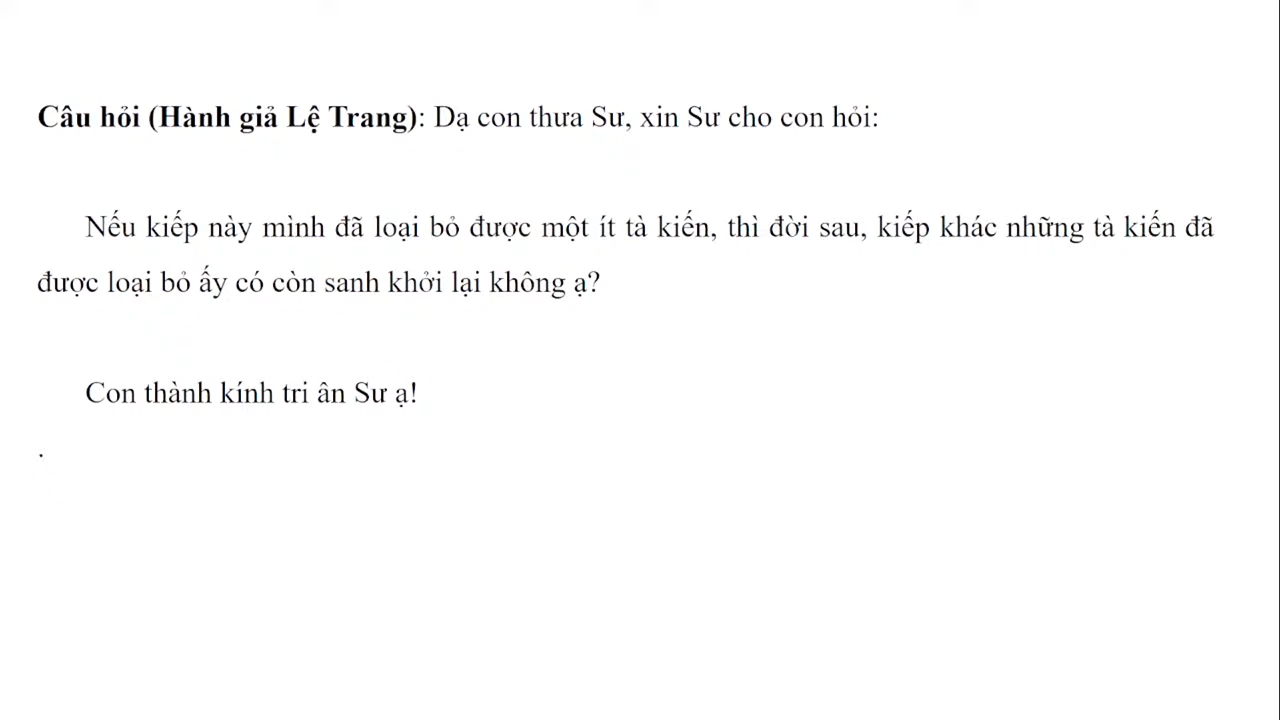 Câu hỏi (Hành giả Lệ Trang): Dạ con thưa Sư, xin Sư cho con hỏi:
Nếu kiếp này mình đã loại bỏ được một ít tà kiến, thì đời sau, kiếp khác những tà kiến đã
được loại bỏ ấy có còn sanh khởi lại không ạ?
Con thành kính tri ân Sư ạ!
.